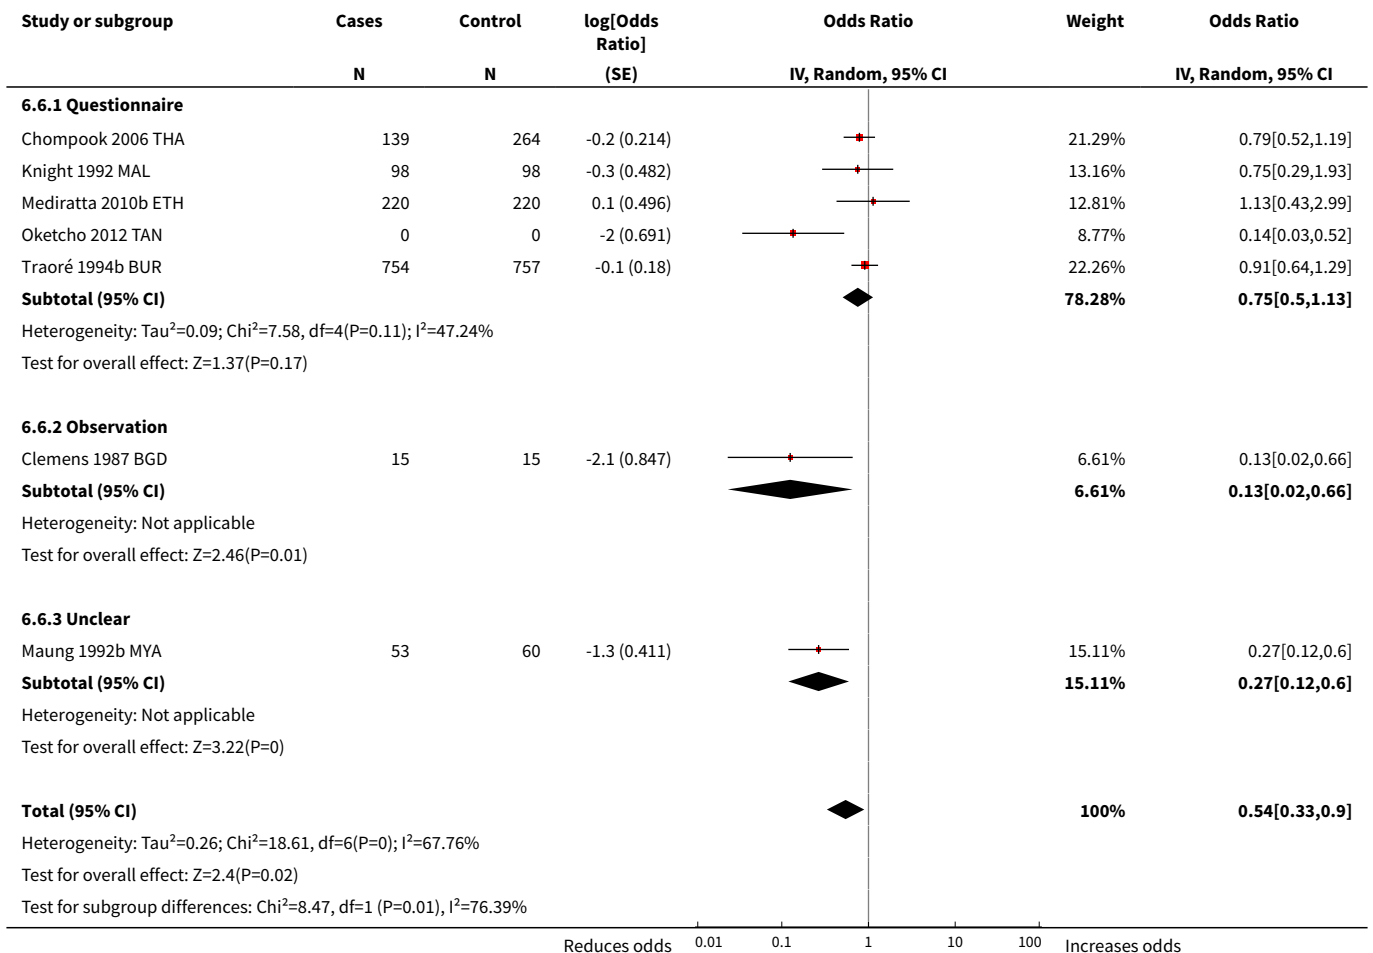 Study or subgroup Cases Control log[Odds Ratio] Odds Ratio Weight Odds Ratio
N N (SE) IV, Random, 95% CI IV, Random, 95% CI
6.6.1 Questionnaire
Chompook 2006 THA 139 264 -0.2 (0.214) 21.29% 0.79[0.52,1.19]
Knight 1992 MAL 98 98 -0.3 (0.482) 13.16% 0.75[0.29,1.93]
Mediratta 2010b ETH 220 220 0.1 (0.496) 12.81% 1.13[0.43,2.99]
Oketcho 2012 TAN 0 0 -2 (0.691) 8.77% 0.14[0.03,0.52]
Traoré 1994b BUR 754 757 -0.1 (0.18) 22.26% 0.91[0.64,1.29]
Subtotal (95% CI) 78.28% 0.75[0.5,1.13]
Heterogeneity: Tau²=0.09; Chi²=7.58, df=4(P=0.11); I²=47.24%
Test for overall effect: Z=1.37(P=0.17)
6.6.2 Observation
Clemens 1987 BGD 15 15 -2.1 (0.847) 6.61% 0.13[0.02,0.66]
Subtotal (95% CI) 6.61% 0.13[0.02,0.66]
Heterogeneity: Not applicable
Test for overall effect: Z=2.46(P=0.01)
6.6.3 Unclear
Maung 1992b MYA 53 60 -1.3 (0.411) 15.11% 0.27[0.12,0.6]
Subtotal (95% CI) 15.11% 0.27[0.12,0.6]
Heterogeneity: Not applicable
Test for overall effect: Z=3.22(P=0)
Total (95% CI) 100% 0.54[0.33,0.9]
Heterogeneity: Tau²=0.26; Chi²=18.61, df=6(P=0); I²=67.76%
Test for overall effect: Z=2.4(P=0.02)
Test for subgroup differences: Chi²=8.47, df=1 (P=0.01), I²=76.39%
Reduces odds 0.01 0.1 1 10 100 Increases odds